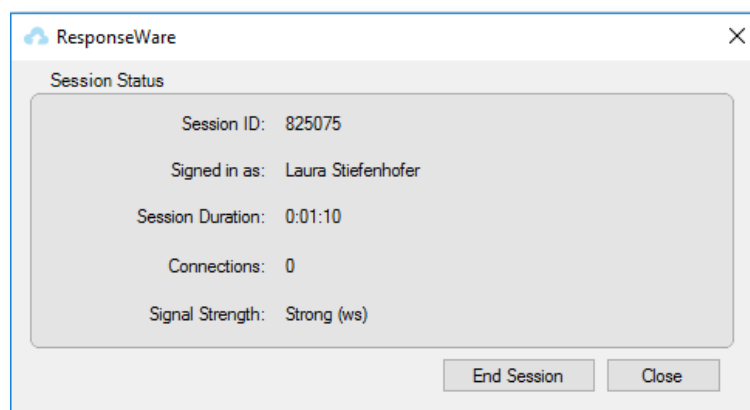 ResponseWare
Session Status
Session ID: 825075
Signed in as: Laura Stiefenhofer
Session Duration: 0:01:10
Connections: 0
Signal Strength: Strong (ws)
End Session Close